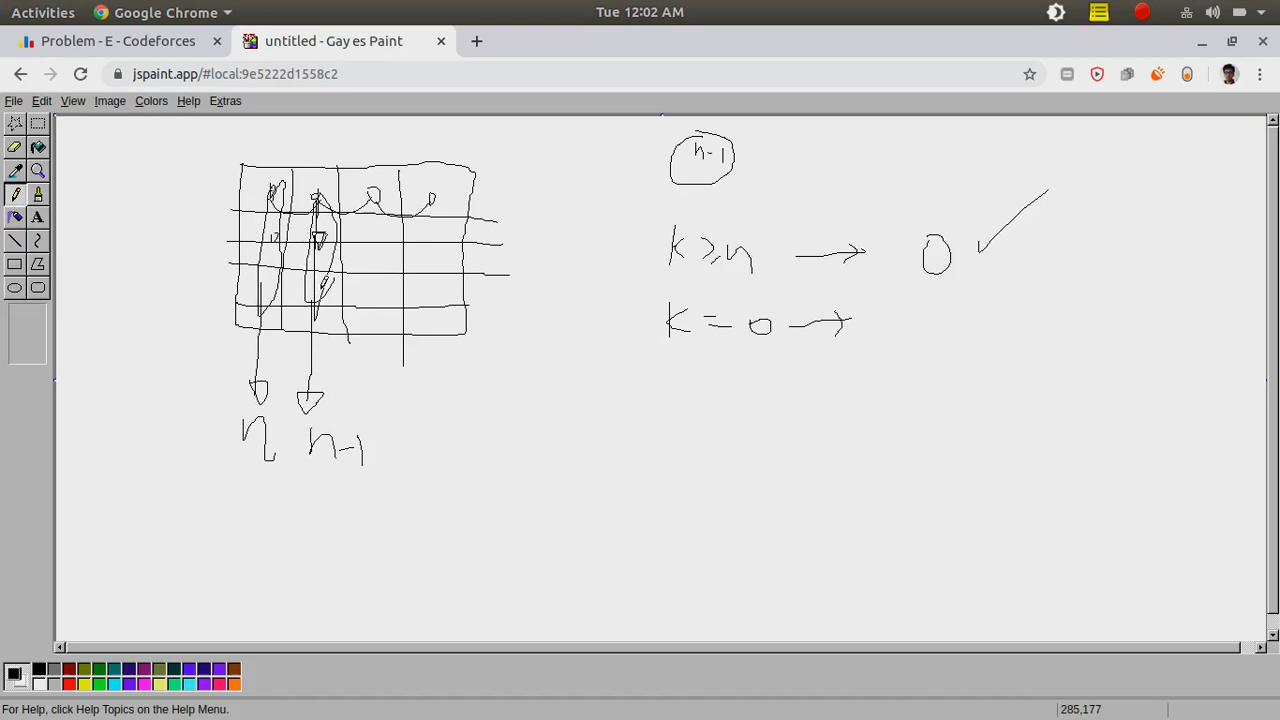 Activities Google Chrome Tue 12:02 AM
Problem - E - Codeforces untitled - Gay es Paint
jspaint.app/#local:9e5222d1558c2
File Edit View Image Colors Help Extras
n-1
K ≥ n → 0 ✓
K = 0 →
n n-1
For Help, click Help Topics on the Help Menu. 285,177